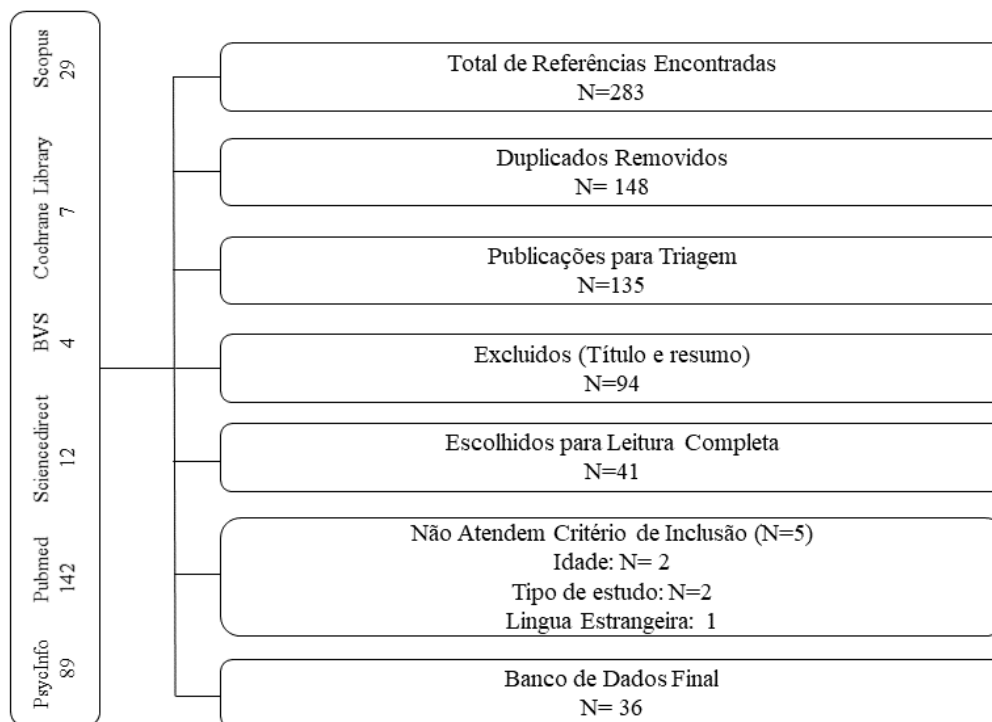 Scopus
29
Cochrane Library
7
BVS
4
Sciencedirect
12
Pubmed
142
PsycInfo
89
Total de Referências Encontradas
N=283
Duplicados Removidos
N= 148
Publicações para Triagem
N=135
Excluidos (Título e resumo)
N=94
Escolhidos para Leitura Completa
N=41
Não Atendem Critério de Inclusão (N=5)
Idade: N= 2
Tipo de estudo: N=2
Lingua Estrangeira: 1
Banco de Dados Final
N= 36